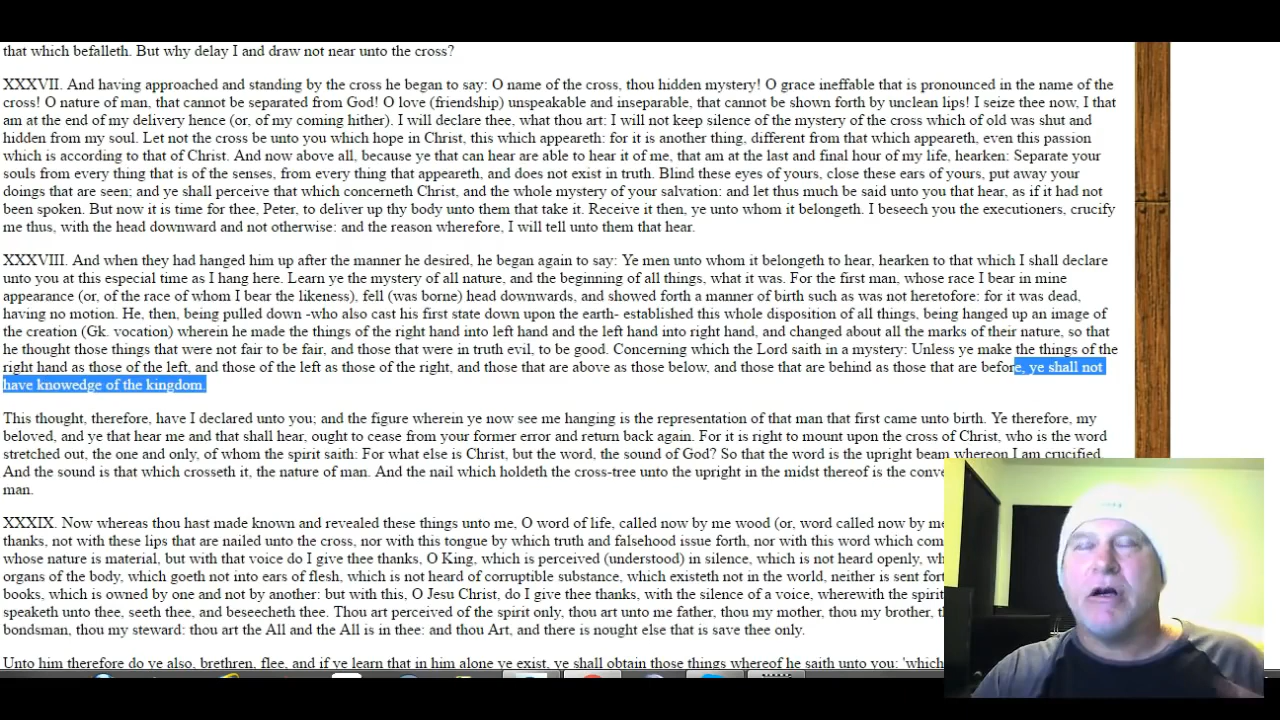 that which befalleth. But why delay I and draw not near unto the cross?
XXXVII. And having approached and standing by the cross he began to say: O name of the cross, thou hidden mystery! O grace ineffable that is pronounced in the name of the
cross! O nature of man, that cannot be separated from God! O love (friendship) unspeakable and inseparable, that cannot be shown forth by unclean lips! I seize thee now, I that
am at the end of my delivery hence (or, of my coming hither). I will declare thee, what thou art: I will not keep silence of the mystery of the cross which of old was shut and
hidden from my soul. Let not the cross be unto you which hope in Christ, this which appeareth: for it is another thing, different from that which appeareth, even this passion
which is according to that of Christ. And now above all, because ye that can hear are able to hear it of me, that am at the last and final hour of my life, hearken: Separate your
souls from every thing that is of the senses, from every thing that appeareth, and does not exist in truth. Blind these eyes of yours, close these ears of yours, put away your
doings that are seen; and ye shall perceive that which concerneth Christ, and the whole mystery of your salvation: and let thus much be said unto you that hear, as if it had not
been spoken. But now it is time for thee, Peter, to deliver up thy body unto them that take it. Receive it then, ye unto whom it belongeth. I beseech you the executioners, crucify
me thus, with the head downward and not otherwise: and the reason wherefore, I will tell unto them that hear.
XXXVIII. And when they had hanged him up after the manner he desired, he began again to say: Ye men unto whom it belongeth to hear, hearken to that which I shall declare
unto you at this especial time as I hang here. Learn ye the mystery of all nature, and the beginning of all things, what it was. For the first man, whose race I bear in mine
appearance (or, of the race of whom I bear the likeness), fell (was borne) head downwards, and showed forth a manner of birth such as was not heretofore: for it was dead,
having no motion. He, then, being pulled down -who also cast his first state down upon the earth- established this whole disposition of all things, being hanged up an image of
the creation (Gk. vocation) wherein he made the things of the right hand into left hand and the left hand into right hand, and changed about all the marks of their nature, so that
he thought those things that were not fair to be fair, and those that were in truth evil, to be good. Concerning which the Lord saith in a mystery: Unless ye make the things of the
right hand as those of the left, and those of the left as those of the right, and those that are above as those below, and those that are behind as those that are before, ye shall not
have knowedge of the kingdom.
This thought, therefore, have I declared unto you; and the figure wherein ye now see me hanging is the representation of that man that first came unto birth. Ye therefore, my
beloved, and ye that hear me and that shall hear, ought to cease from your former error and return back again. For it is right to mount upon the cross of Christ, who is the word
stretched out, the one and only, of whom the spirit saith: For what else is Christ, but the word, the sound of God? So that the word is the upright beam whereon I am crucified.
And the sound is that which crosseth it, the nature of man. And the nail which holdeth the cross-tree unto the upright in the midst thereof is the
man.
XXXIX. Now whereas thou hast made known and revealed these things unto me, O word of life, called now by me wood (or, word called now by me
thanks, not with these lips that are nailed unto the cross, nor with this tongue by which truth and falsehood issue forth, nor with this word which
whose nature is material, but with that voice do I give thee thanks, O King, which is perceived (understood) in silence, which is not heard openly,
organs of the body, which goeth not into ears of flesh, which is not heard of corruptible substance, which existeth not in the world, neither is sent
books, which is owned by one and not by another: but with this, O Jesu Christ, do I give thee thanks, with the silence of a voice, wherewith the spirit
speaketh unto thee, seeth thee, and beseecheth thee. Thou art perceived of the spirit only, thou art unto me father, thou my mother, thou my brother,
bondsman, thou my steward: thou art the All and the All is in thee: and thou Art, and there is nought else that is save thee only.
Unto him therefore do ye also, brethren, flee, and if ye learn that in him alone ye exist, ye shall obtain those things whereof he saith unto you: 'which